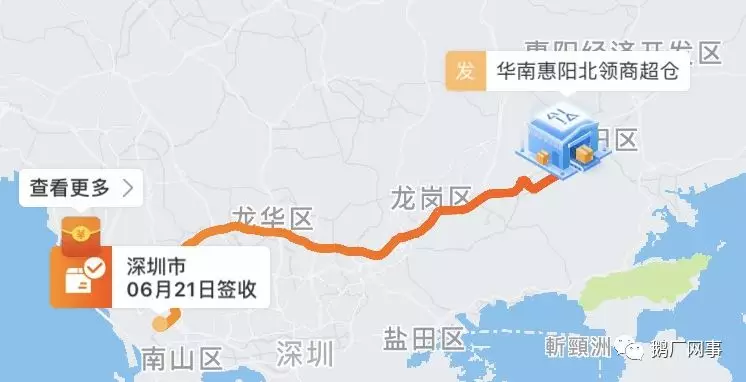 惠阳经济开发区
发 华南惠阳北领商超仓
田区
查看更多
龙岗区
龙华区
深圳市
06月21日签收
盐田区
南山区
深圳
斬頸洲
鹅厂网事